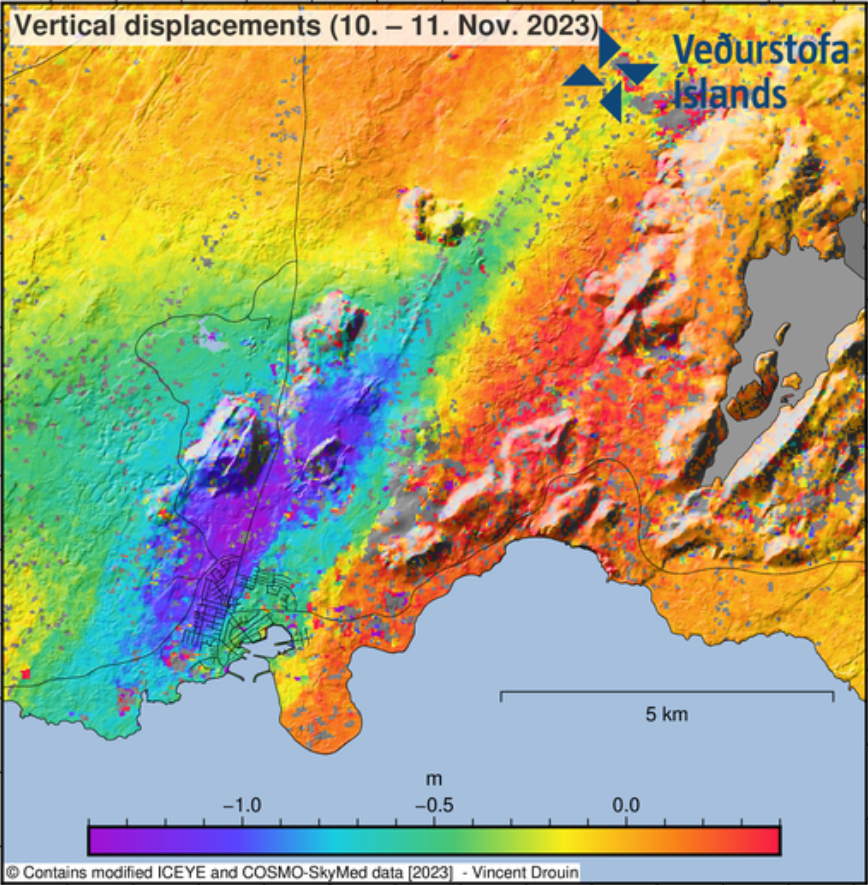 Vertical displacements (10. – 11. Nov. 2023)
Veðurstofa
Íslands
5 km
m
−1.0 −0.5 0.0
© Contains modified ICEYE and COSMO-SkyMed data [2023] - Vincent Drouin